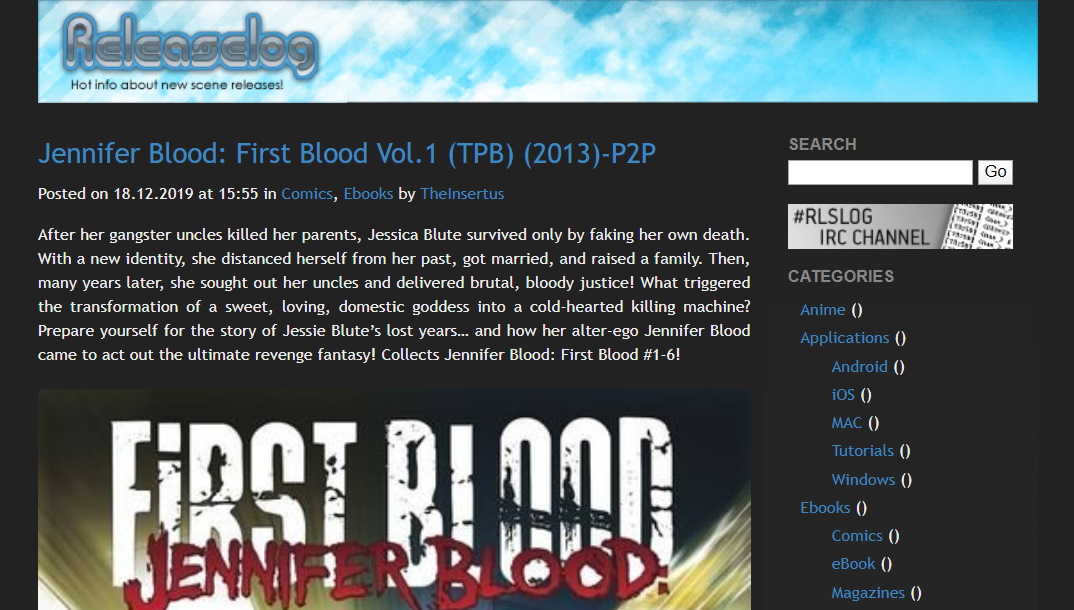 Releaselog
Hot info about new scene releases!
Jennifer Blood: First Blood Vol.1 (TPB) (2013)-P2P
Posted on 18.12.2019 at 15:55 in Comics, Ebooks by TheInsertus
After her gangster uncles killed her parents, Jessica Blute survived only by faking her own death.
With a new identity, she distanced herself from her past, got married, and raised a family. Then,
many years later, she sought out her uncles and delivered brutal, bloody justice! What triggered
the transformation of a sweet, loving, domestic goddess into a cold-hearted killing machine?
Prepare yourself for the story of Jessie Blute’s lost years… and how her alter-ego Jennifer Blood
came to act out the ultimate revenge fantasy! Collects Jennifer Blood: First Blood #1-6!
FiRST BLOOD
JENNIFER BLOOD:
SEARCH
Go
#RLSLOG
IRC CHANNEL
CATEGORIES
Anime ()
Applications ()
Android ()
iOS ()
MAC ()
Tutorials ()
Windows ()
Ebooks ()
Comics ()
eBook ()
Magazines ()